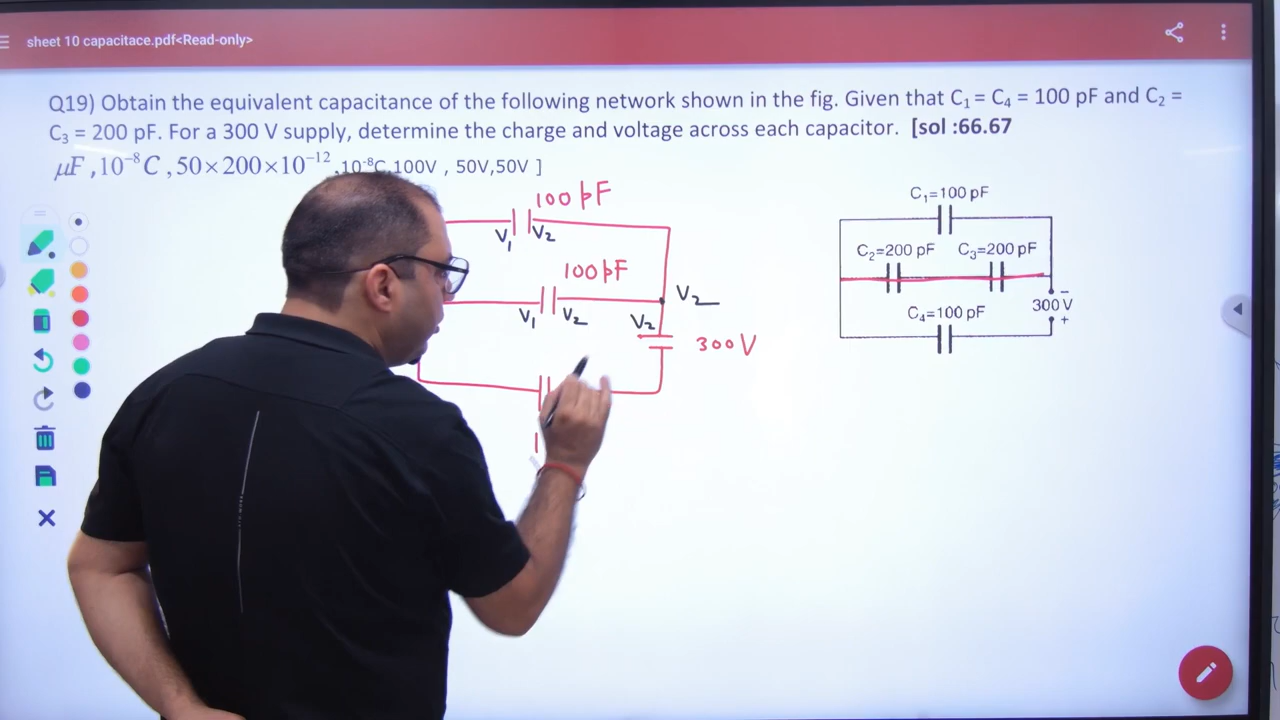 sheet 10 capacitace.pdf<Read-only>
Q19) Obtain the equivalent capacitance of the following network shown in the fig. Given that C₁ = C₄ = 100 pF and C₂ =
C₃ = 200 pF. For a 300 V supply, determine the charge and voltage across each capacitor. [sol :66.67
μF ,10⁻⁸ C , 50×200×10⁻¹² ,10⁻⁸C,100V , 50V,50V ]
100 pF
V₁ V₂
100 pF
V₁ V₂
V₂
V₂
300 V
C₁=100 pF
C₂=200 pF C₃=200 pF
C₄=100 pF
−
300 V
+